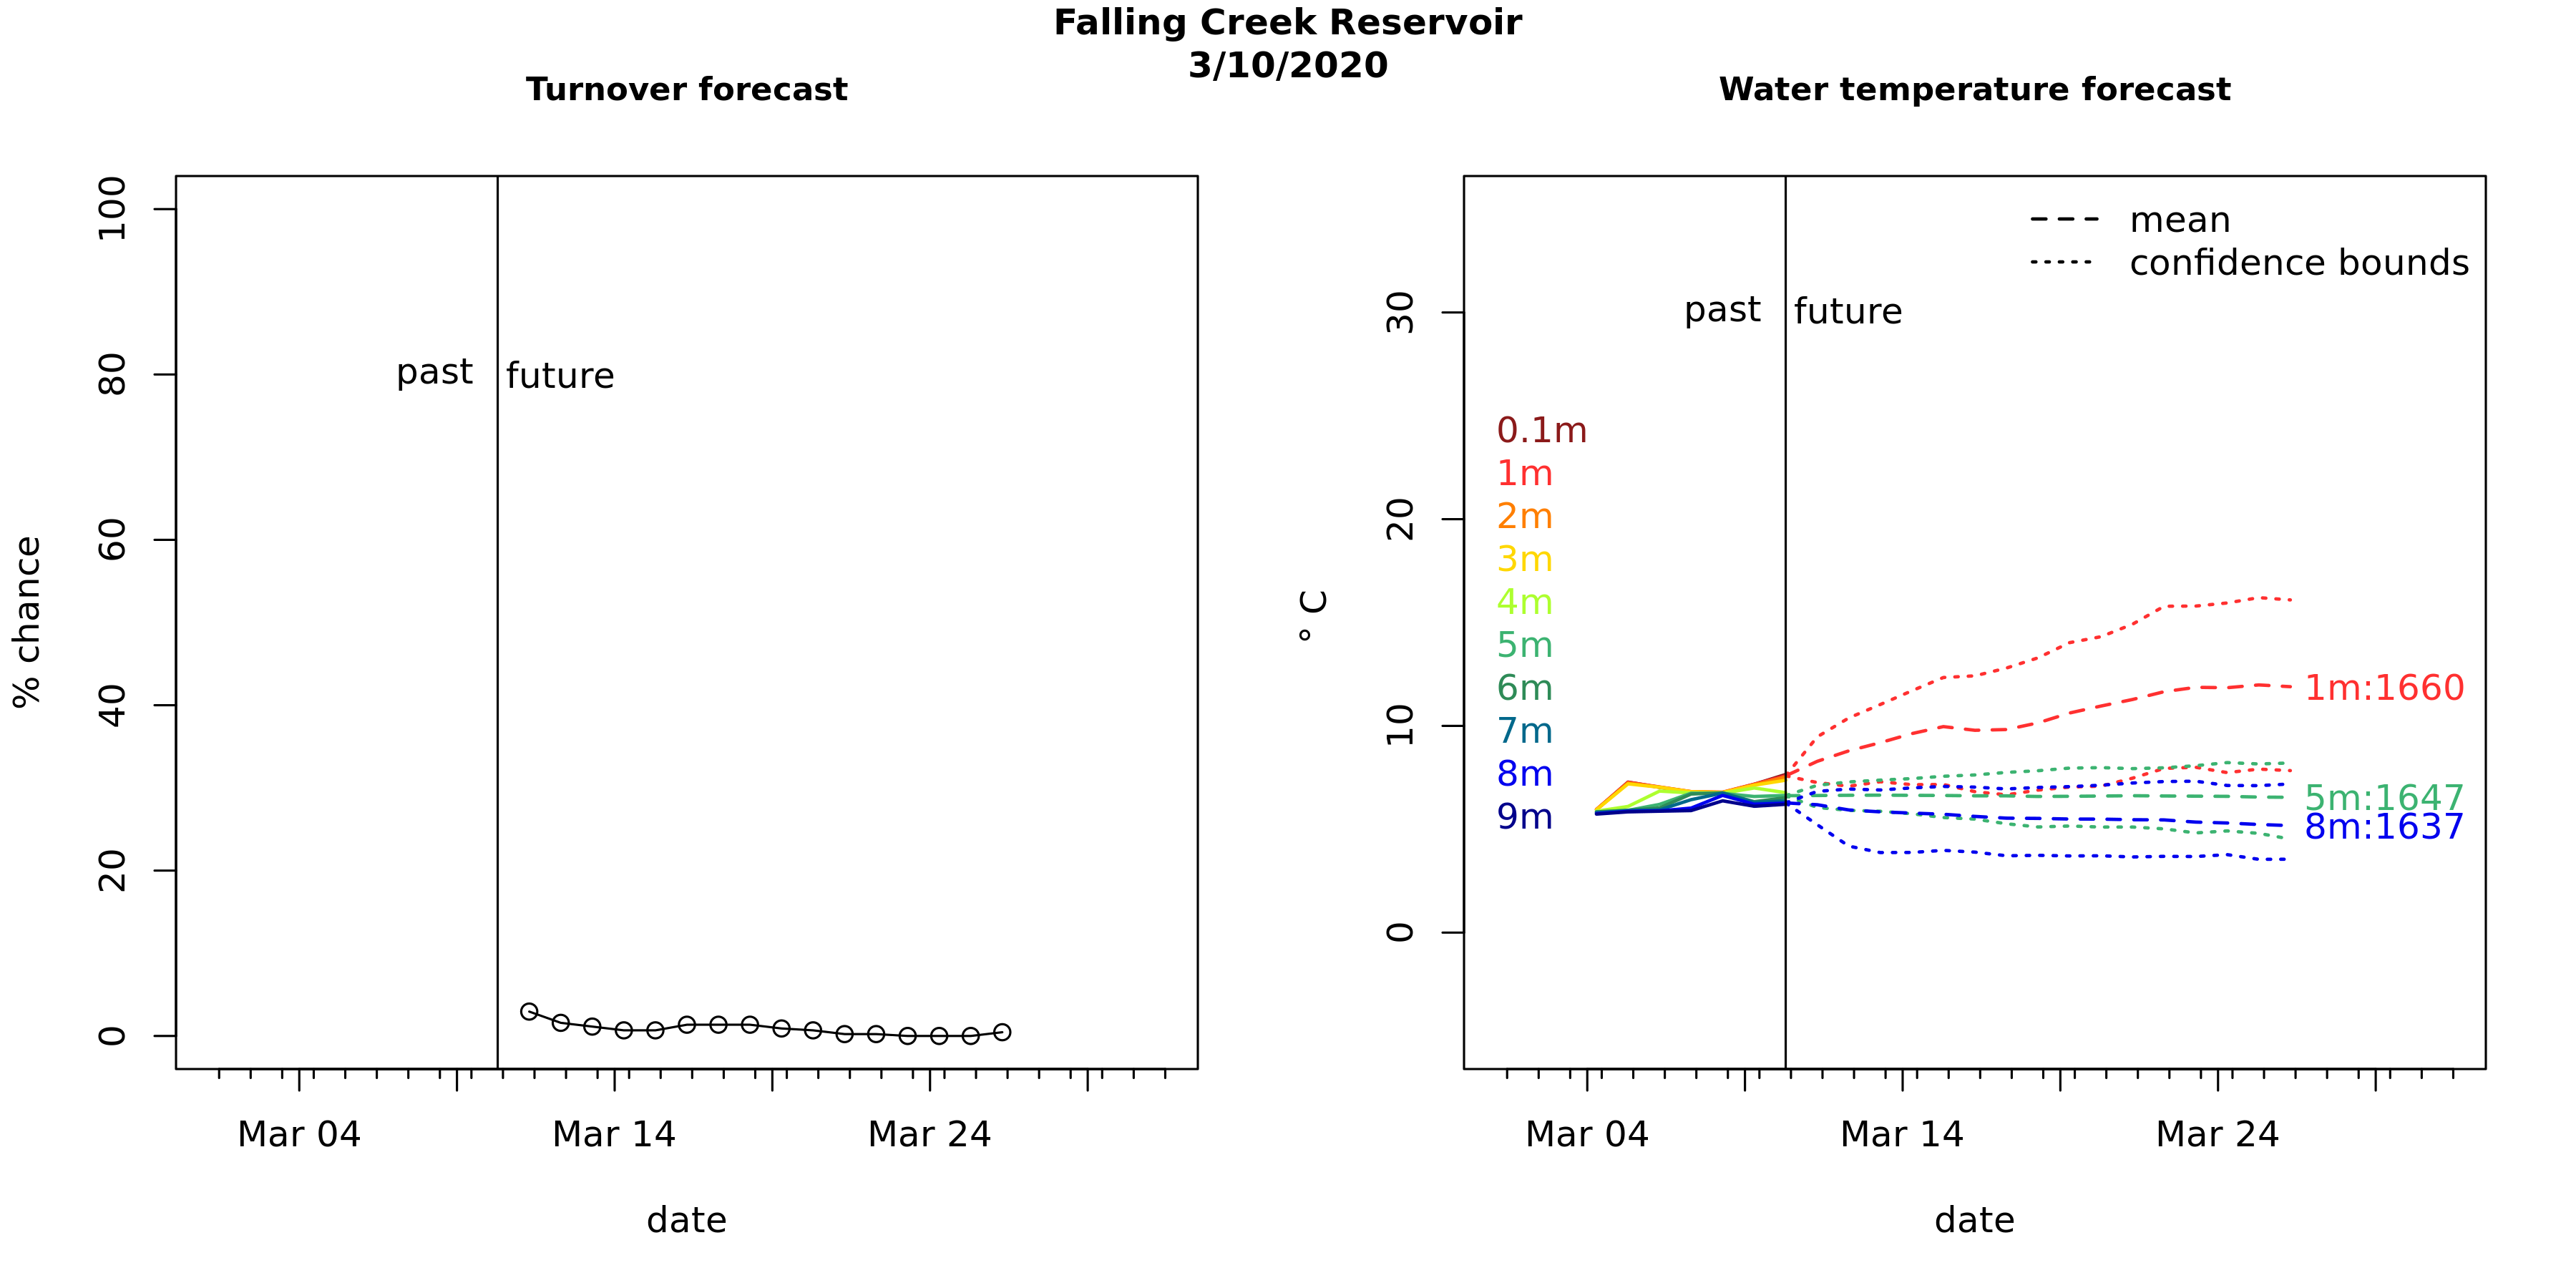 Falling Creek Reservoir
3/10/2020
Turnover forecast
% chance
100
80
60
40
20
0
past
future
Mar 04
Mar 14
Mar 24
date
Water temperature forecast
° C
30
20
10
0
mean
confidence bounds
past
future
0.1m
1m
2m
3m
4m
5m
6m
7m
8m
9m
1m:1660
5m:1647
8m:1637
Mar 04
Mar 14
Mar 24
date